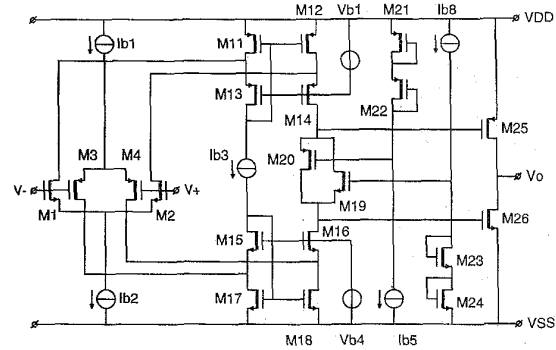 M12 Vb1 M21 Ib8
VDD
M11
Ib1
M13
M14
M22
M25
M3 M4
Ib3
M20
V- V+
Vo
M1 M2
M19
M26
M15 M16
M23
Ib2
M17
M24
VSS
M18 Vb4 Ib5